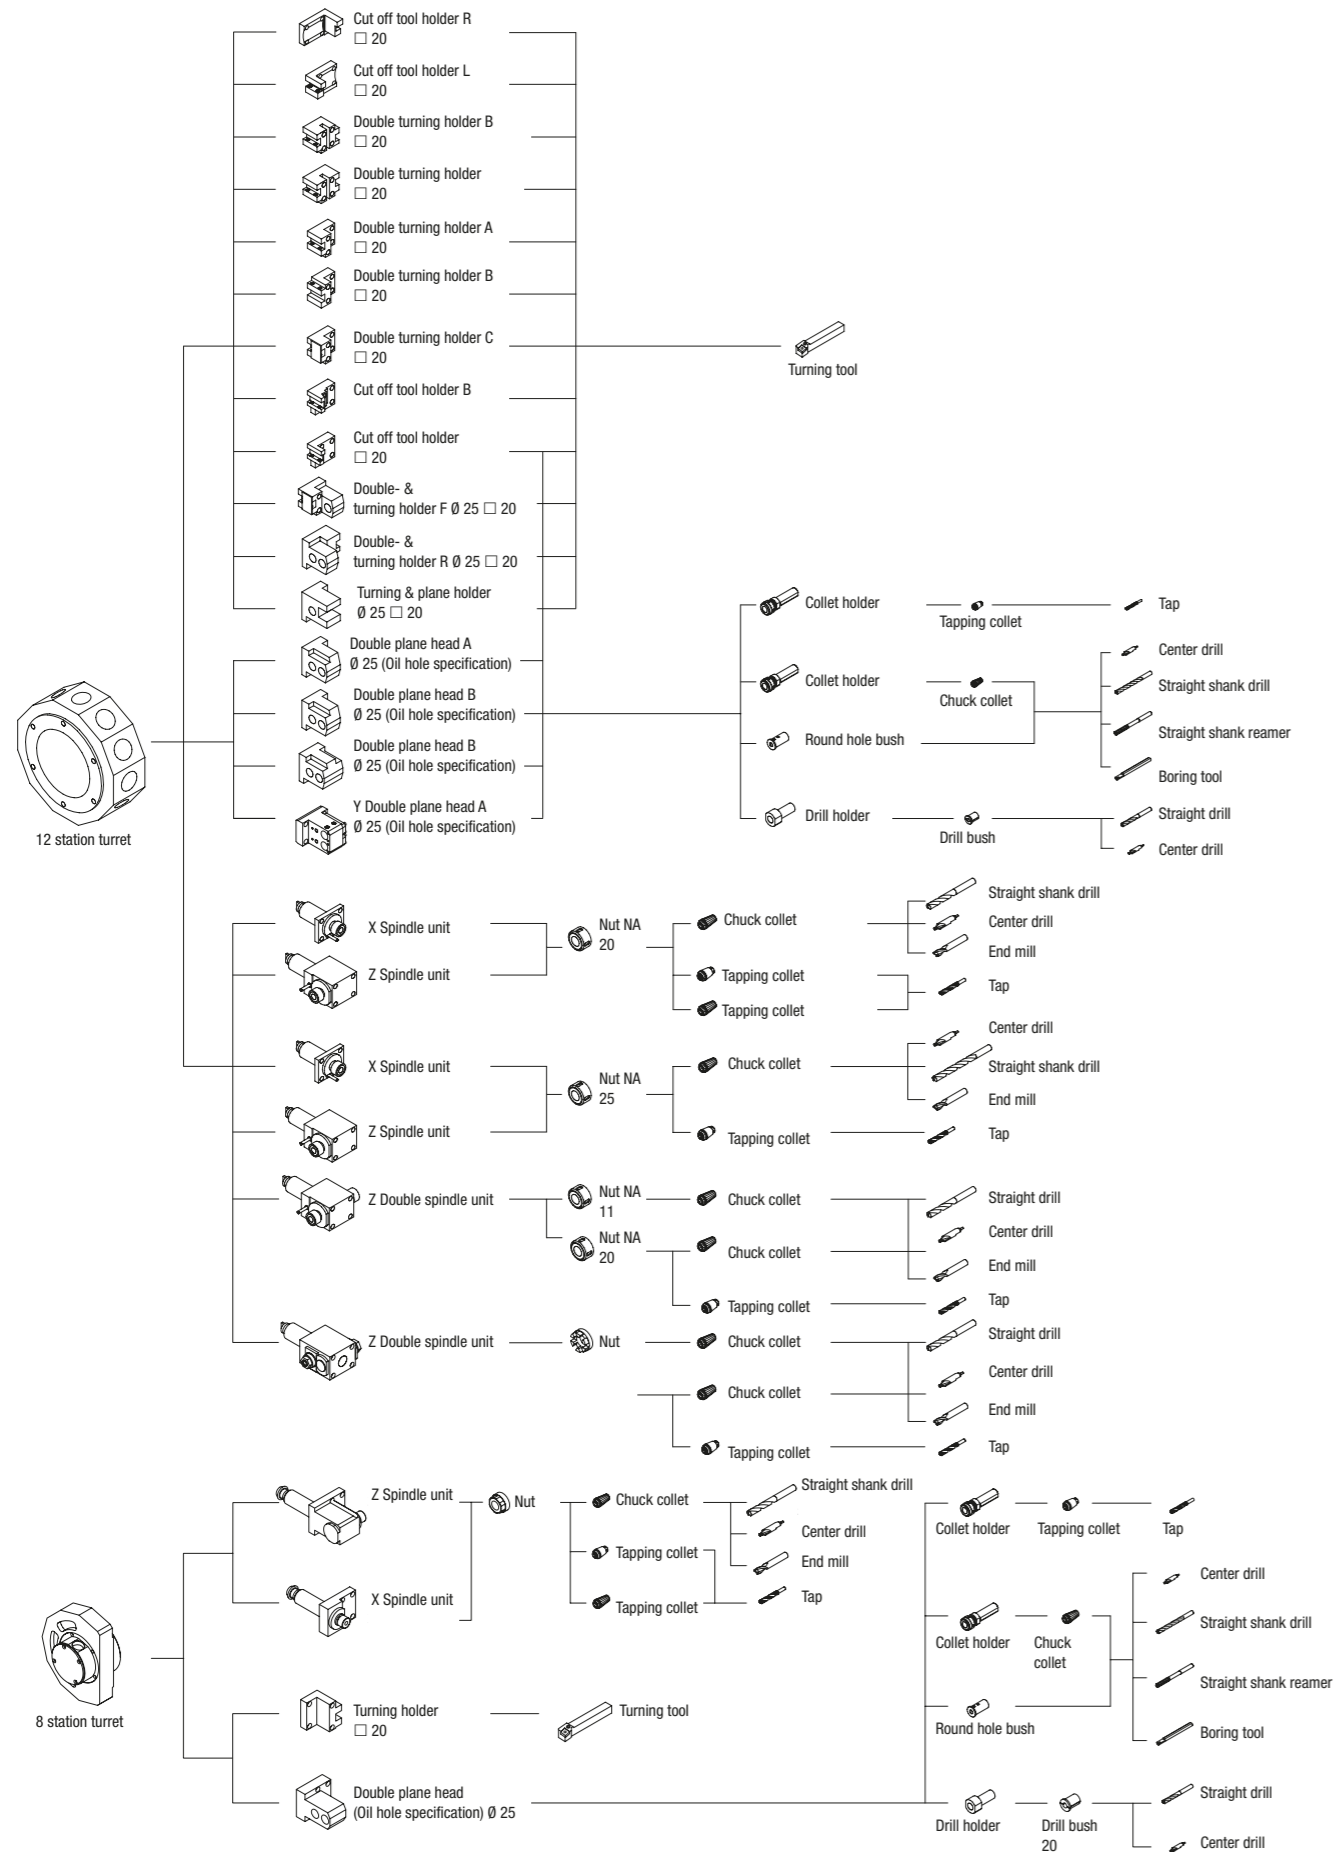 Cut off tool holder R
□ 20
Cut off tool holder L
□ 20
Double turning holder B
□ 20
Double turning holder
□ 20
Double turning holder A
□ 20
Double turning holder B
□ 20
Double turning holder C
□ 20
Turning tool
Cut off tool holder B
Cut off tool holder
□ 20
Double- &
turning holder F Ø 25 □ 20
Double- &
turning holder R Ø 25 □ 20
Turning & plane holder
Ø 25 □ 20
Double plane head A
Ø 25 (Oil hole specification)
Double plane head B
Ø 25 (Oil hole specification)
Double plane head B
Ø 25 (Oil hole specification)
Y Double plane head A
Ø 25 (Oil hole specification)
12 station turret
Collet holder
Tapping collet
Tap
Collet holder
Chuck collet
Round hole bush
Center drill
Straight shank drill
Straight shank reamer
Boring tool
Drill holder
Drill bush
Straight drill
Center drill
X Spindle unit
Z Spindle unit
Nut NA
20
Chuck collet
Tapping collet
Tapping collet
Straight shank drill
Center drill
End mill
Tap
X Spindle unit
Z Spindle unit
Nut NA
25
Chuck collet
Tapping collet
Center drill
Straight shank drill
End mill
Tap
Z Double spindle unit
Nut NA
11
Nut NA
20
Chuck collet
Chuck collet
Tapping collet
Straight drill
Center drill
End mill
Tap
Z Double spindle unit
Nut
Chuck collet
Chuck collet
Tapping collet
Straight drill
Center drill
End mill
Tap
8 station turret
Z Spindle unit
X Spindle unit
Nut
Chuck collet
Tapping collet
Tapping collet
Straight shank drill
Center drill
End mill
Tap
Turning holder
□ 20
Turning tool
Double plane head
(Oil hole specification) Ø 25
Collet holder
Tapping collet
Tap
Collet holder
Chuck
collet
Round hole bush
Center drill
Straight shank drill
Straight shank reamer
Boring tool
Drill holder
Drill bush
20
Straight drill
Center drill